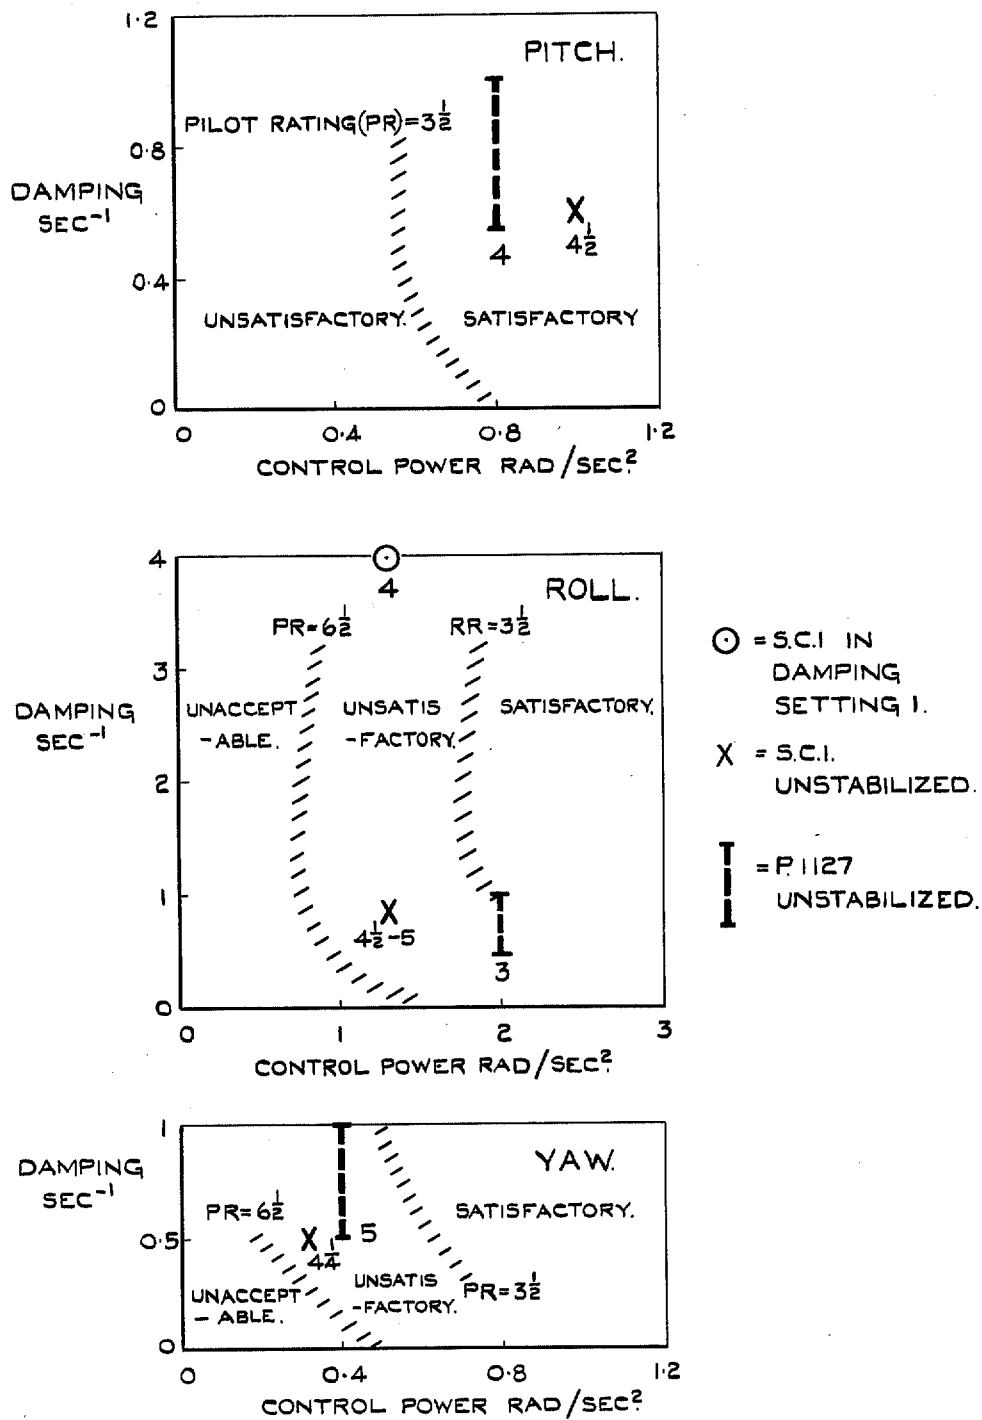 1·2
PITCH.
PILOT RATING(PR)=3½
0·8
DAMPING
SEC⁻¹
4
X
4½
0·4
UNSATISFACTORY.
SATISFACTORY
0
0
0·4
0·8
1·2
CONTROL POWER RAD/SEC².
4
4
ROLL.
PR=6½
RR=3½
3
DAMPING
SEC⁻¹
UNACCEPT
-ABLE.
UNSATIS
-FACTORY.
SATISFACTORY.
2
1
X
4½-5
3
0
0
1
2
3
CONTROL POWER RAD/SEC².
⊙ = S.C.1 IN
DAMPING
SETTING 1.
X = S.C.1.
UNSTABILIZED.
= P.1127
UNSTABILIZED.
1
YAW.
DAMPING
SEC⁻¹
PR=6½
SATISFACTORY.
0·5
X
4¼
5
UNACCEPT
-ABLE.
UNSATIS
-FACTORY.
PR=3½
0
0
0·4
0·8
1·2
CONTROL POWER RAD/SEC².